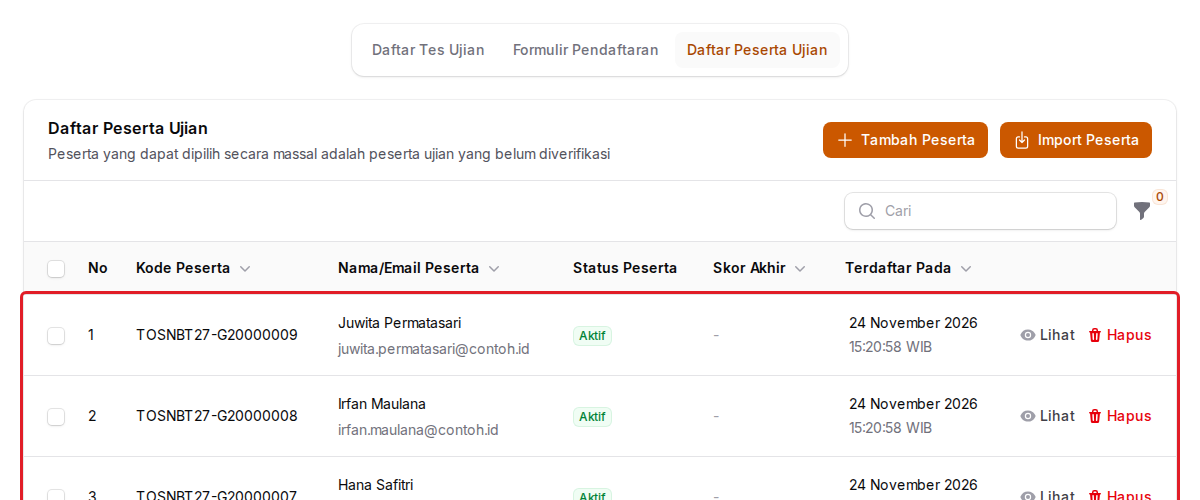 Daftar Tes Ujian Formulir Pendaftaran Daftar Peserta Ujian
Daftar Peserta Ujian
Peserta yang dapat dipilih secara massal adalah peserta ujian yang belum diverifikasi
Tambah Peserta Import Peserta
Cari 0
No Kode Peserta Nama/Email Peserta Status Peserta Skor Akhir Terdaftar Pada
1 TOSNBT27-G20000009 Juwita Permatasari Aktif - 24 November 2026 Lihat Hapus
juwita.permatasari@contoh.id 15:20:58 WIB
2 TOSNBT27-G20000008 Irfan Maulana Aktif - 24 November 2026 Lihat Hapus
irfan.maulana@contoh.id 15:20:58 WIB
3 TOSNBT27-G20000007 Hana Safitri Aktif 24 November 2026 Lihat Hapus